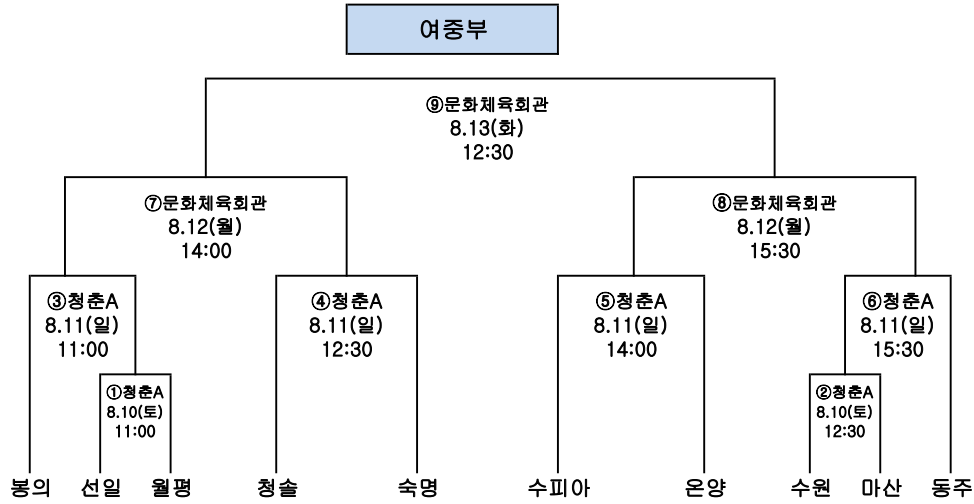 여중부
⑨문화체육회관
8.13(화)
12:30
⑦문화체육회관
8.12(월)
14:00
⑧문화체육회관
8.12(월)
15:30
③청춘A
8.11(일)
11:00
④청춘A
8.11(일)
12:30
⑤청춘A
8.11(일)
14:00
⑥청춘A
8.11(일)
15:30
①청춘A
8.10(토)
11:00
②청춘A
8.10(토)
12:30
봉의 선일 월평 청솔 숙명 수피아 온양 수원 마산 동주